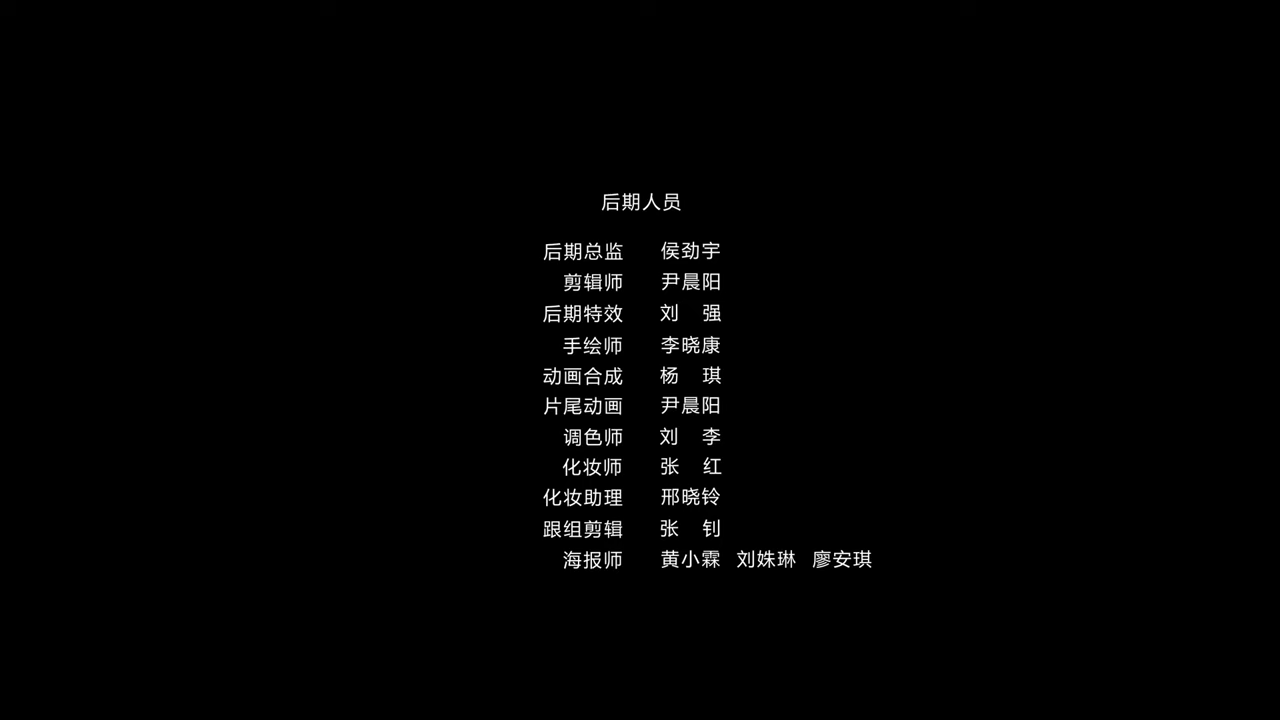 后期人员
后期总监 侯劲宇
剪辑师 尹晨阳
后期特效 刘 强
手绘师 李晓康
动画合成 杨 琪
片尾动画 尹晨阳
调色师 刘 李
化妆师 张 红
化妆助理 邢晓铃
跟组剪辑 张 钊
海报师 黄小霖 刘姝琳 廖安琪